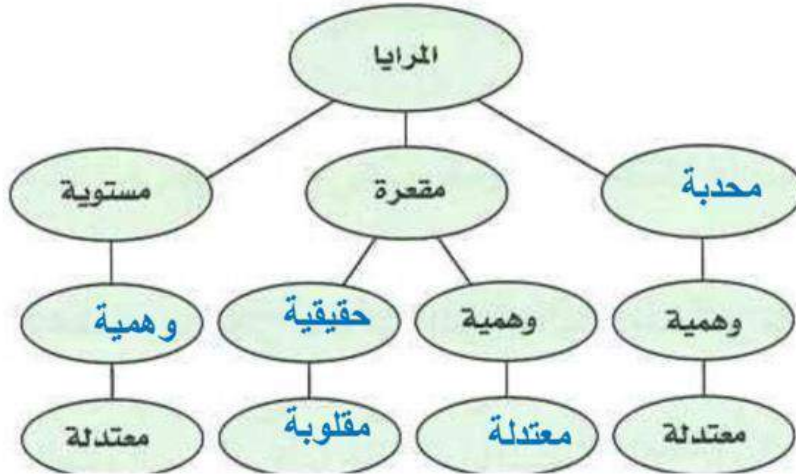 المرايا
محدبة
مقعرة
مستوية
وهمية
وهمية
حقيقية
وهمية
معتدلة
معتدلة
مقلوبة
معتدلة